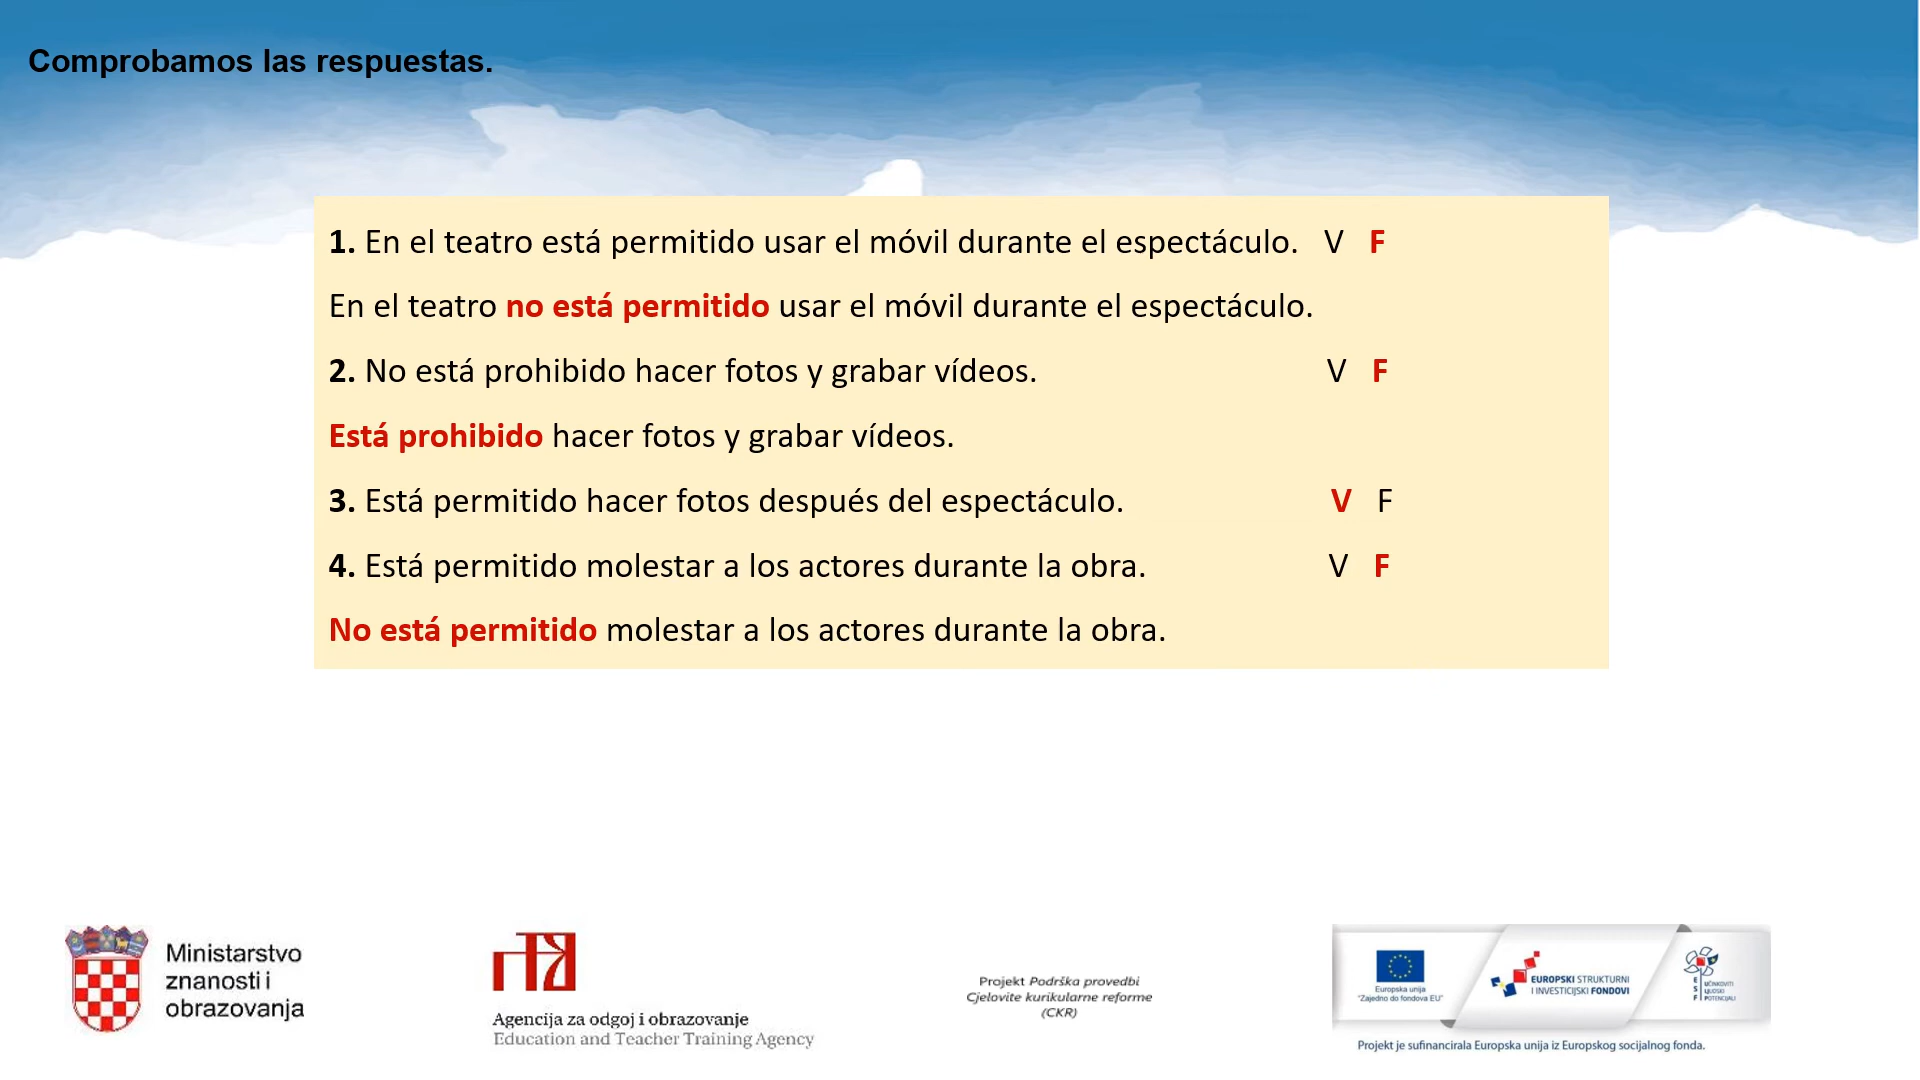 Comprobamos las respuestas.
1. En el teatro está permitido usar el móvil durante el espectáculo. V F
En el teatro no está permitido usar el móvil durante el espectáculo.
2. No está prohibido hacer fotos y grabar vídeos. V F
Está prohibido hacer fotos y grabar vídeos.
3. Está permitido hacer fotos después del espectáculo. V F
4. Está permitido molestar a los actores durante la obra. V F
No está permitido molestar a los actores durante la obra.
Ministarstvo
znanosti i
obrazovanja
Agencija za odgoj i obrazovanje
Education and Teacher Training Agency
Projekt Podrška provedbi
Cjelovite kurikularne reforme
(CKR)
Europska unija
"Zajedno do fondova EU"
EUROPSKI STRUKTURNI
I INVESTICIJSKI FONDOVI
ESF
UČINKOVITI
LJUDSKI
POTENCIJALI
Projekt je sufinancirala Europska unija iz Europskog socijalnog fonda.